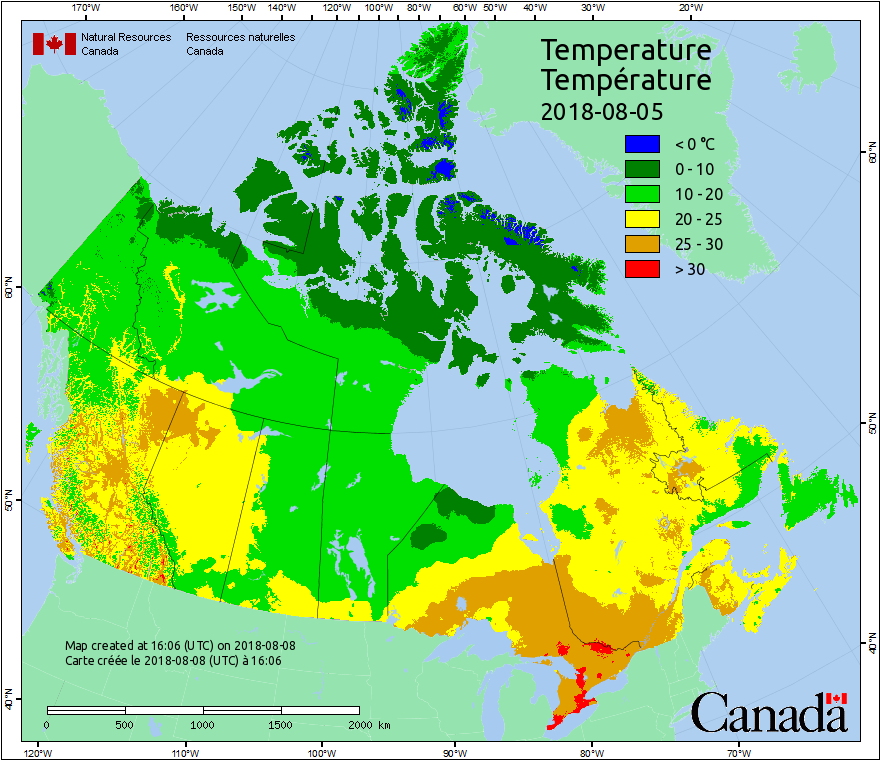 170°W 160°W 150°W 140°W 130°W 120°W 110°W 100°W 90°W 80°W 70°W 60°W 50°W 40°W 30°W 20°W
Natural Resources Ressources naturelles
Canada Canada
Temperature
Température
2018-08-05
< 0 °C
0 - 10
10 - 20
20 - 25
25 - 30
> 30
60°N
60°N
50°N
50°N
40°N
40°N
Map created at 16:06 (UTC) on 2018-08-08
Carte créée le 2018-08-08 (UTC) à 16:06
0 500 1000 1500 2000 km
Canada
120°W 110°W 100°W 90°W 80°W 70°W